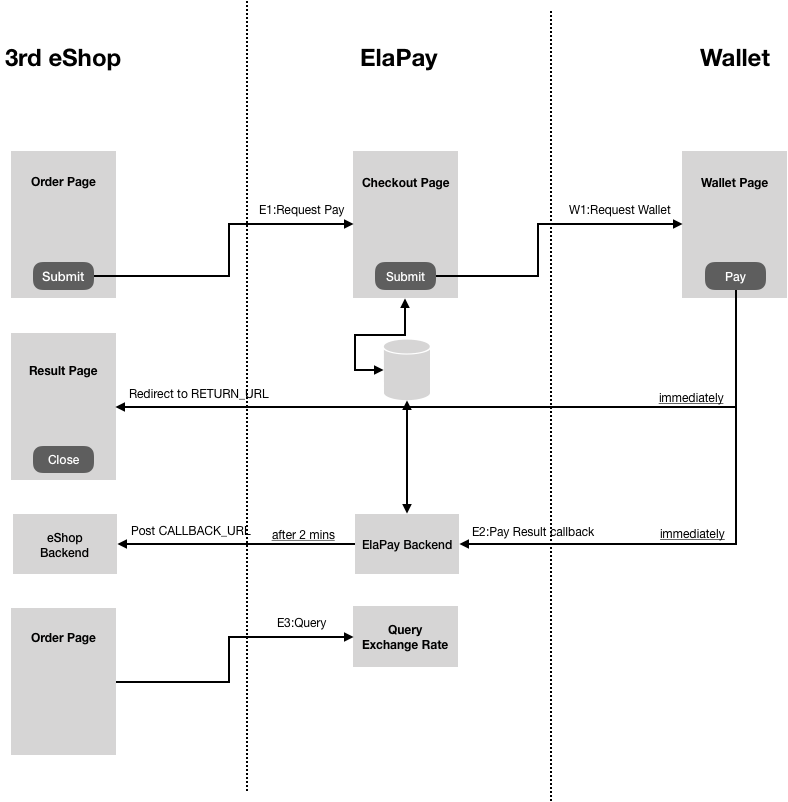 3rd eShop
ElaPay
Wallet
Order Page
Checkout Page
Wallet Page
E1:Request Pay
W1:Request Wallet
Submit
Submit
Pay
Result Page
Redirect to RETURN_URL
immediately
Close
Post CALLBACK_URL
after 2 mins
E2:Pay Result callback
immediately
eShop
Backend
ElaPay Backend
Order Page
E3:Query
Query
Exchange Rate